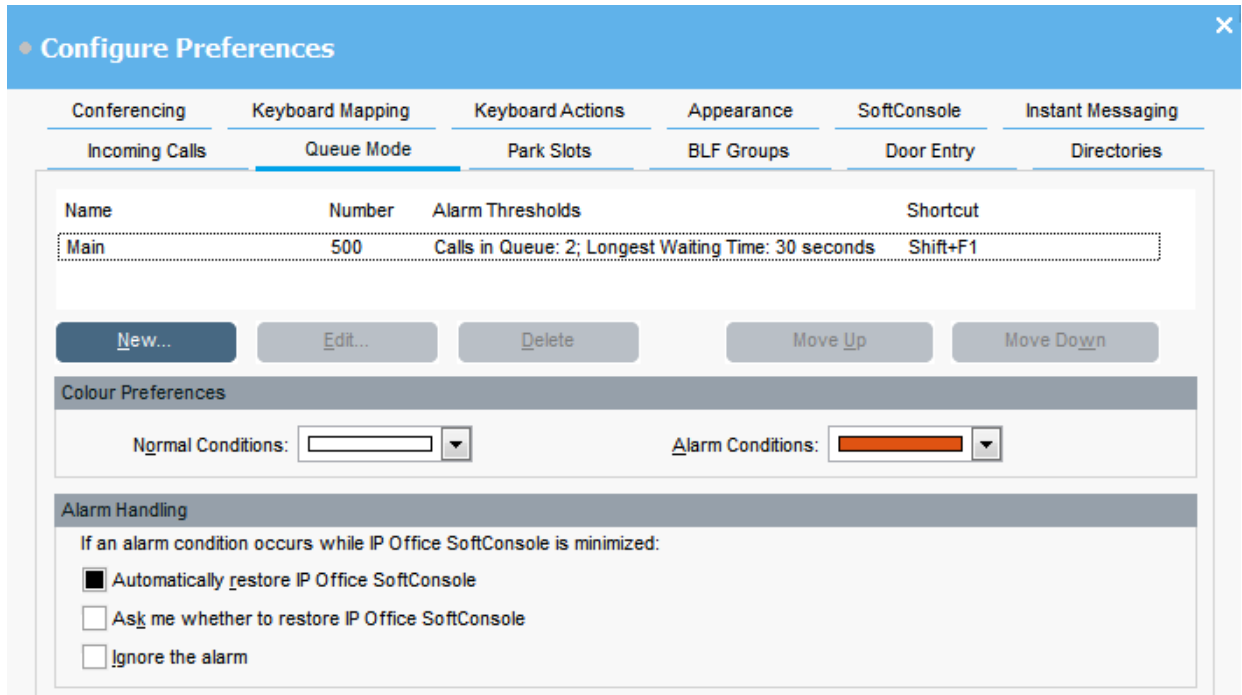 Configure Preferences
Conferencing Keyboard Mapping Keyboard Actions Appearance SoftConsole Instant Messaging
Incoming Calls Queue Mode Park Slots BLF Groups Door Entry Directories
Name Number Alarm Thresholds Shortcut
Main 500 Calls in Queue: 2; Longest Waiting Time: 30 seconds Shift+F1
New... Edit... Delete Move Up Move Down
Colour Preferences
Normal Conditions: Alarm Conditions:
Alarm Handling
If an alarm condition occurs while IP Office SoftConsole is minimized:
Automatically restore IP Office SoftConsole
Ask me whether to restore IP Office SoftConsole
Ignore the alarm